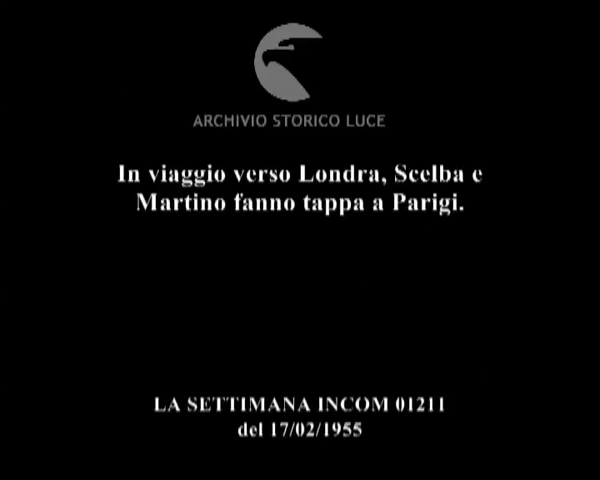 ARCHIVIO STORICO LUCE
In viaggio verso Londra, Scelba e
Martino fanno tappa a Parigi.
LA SETTIMANA INCOM 01211
del 17/02/1955